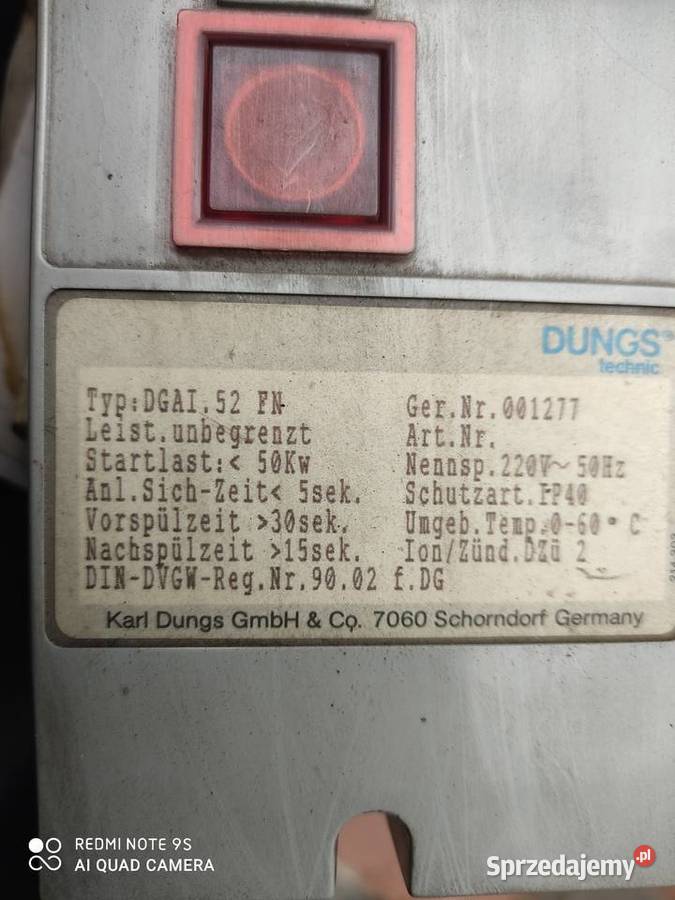 DUNGS®
technic
Typ:DGAI.52 FN Ger.Nr.001277
Leist.unbegrenzt Art.Nr.
Startlast:< 50Kw Nennsp.220V~ 50Hz
Anl.Sich-Zeit< 5sek. Schutzart.IP40
Vorspülzeit >30sek. Umgeb.Temp.0-60°C
Nachspülzeit >15sek. Ion/Zünd.DZü 2
DIN-DVGW-Reg.Nr.90.02 f.DG
Karl Dungs GmbH & Co. 7060 Schorndorf Germany
REDMI NOTE 9S
AI QUAD CAMERA
Sprzedajemy.pl